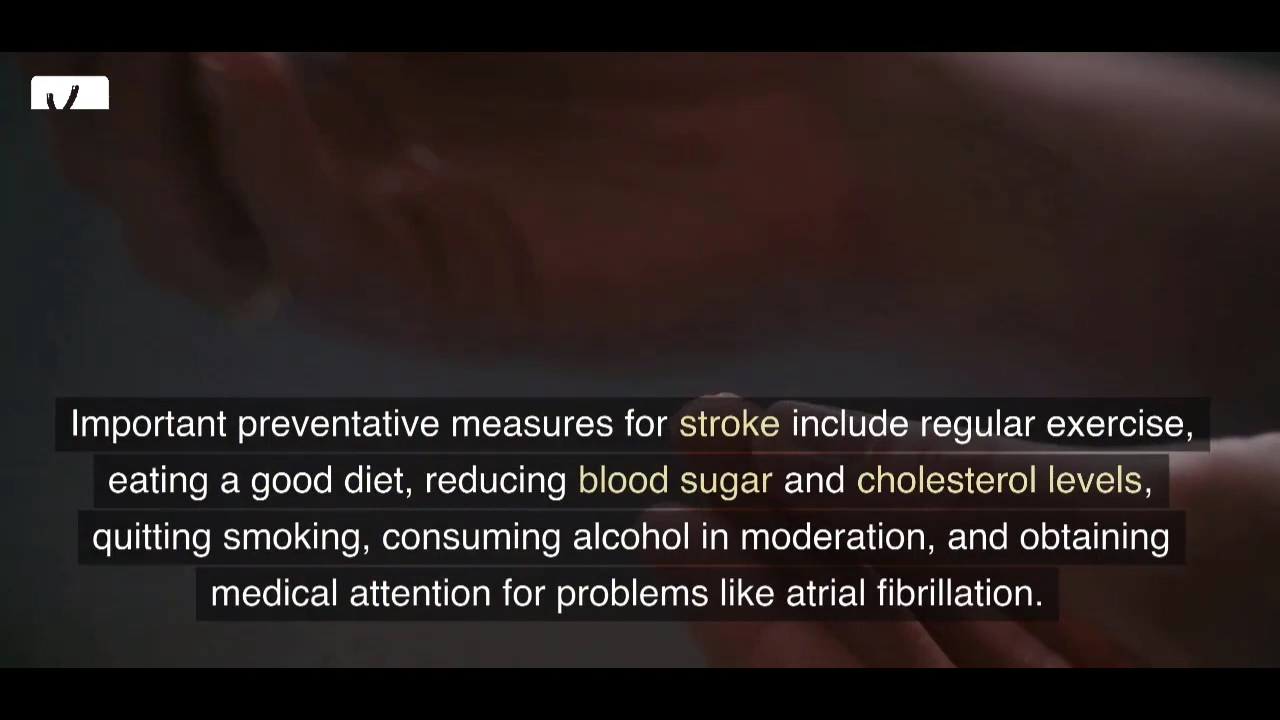 Important preventative measures for stroke include regular exercise,
eating a good diet, reducing blood sugar and cholesterol levels,
quitting smoking, consuming alcohol in moderation, and obtaining
medical attention for problems like atrial fibrillation.